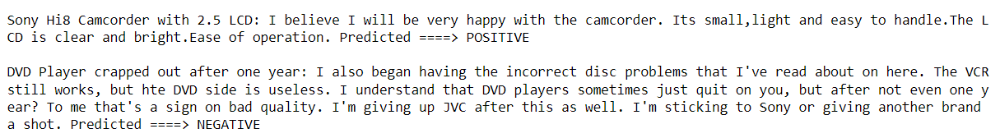 Sony Hi8 Camcorder with 2.5 LCD: I believe I will be very happy with the camcorder. Its small,light and easy to handle.The L
CD is clear and bright.Ease of operation. Predicted ====> POSITIVE
DVD Player crapped out after one year: I also began having the incorrect disc problems that I've read about on here. The VCR
still works, but hte DVD side is useless. I understand that DVD players sometimes just quit on you, but after not even one y
ear? To me that's a sign on bad quality. I'm giving up JVC after this as well. I'm sticking to Sony or giving another brand
a shot. Predicted ====> NEGATIVE